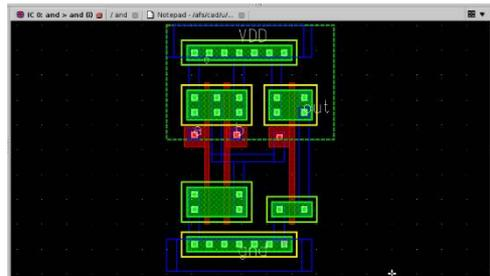 IC 0: and > and (i) / and Notepad - /afs/cad/u/...
VDD
out
a b
gnd